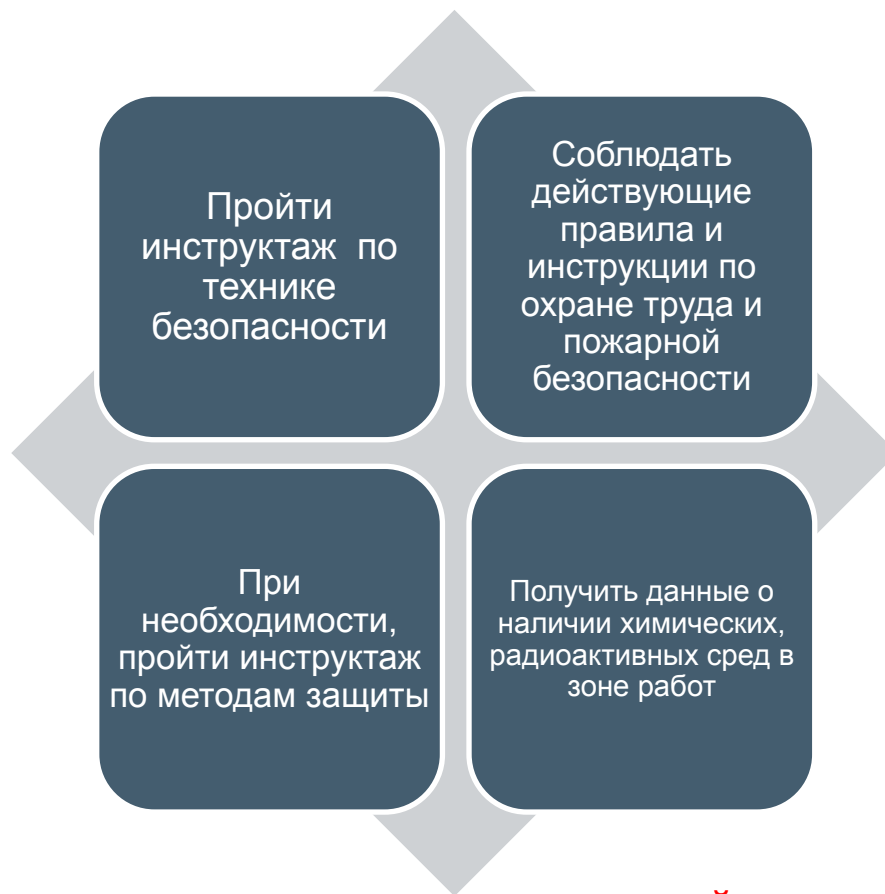 Пройти
инструктаж по
технике
безопасности
Соблюдать
действующие
правила и
инструкции по
охране труда и
пожарной
безопасности
При
необходимости,
пройти инструктаж
по методам защиты
Получить данные о
наличии химических,
радиоактивных сред в
зоне работ